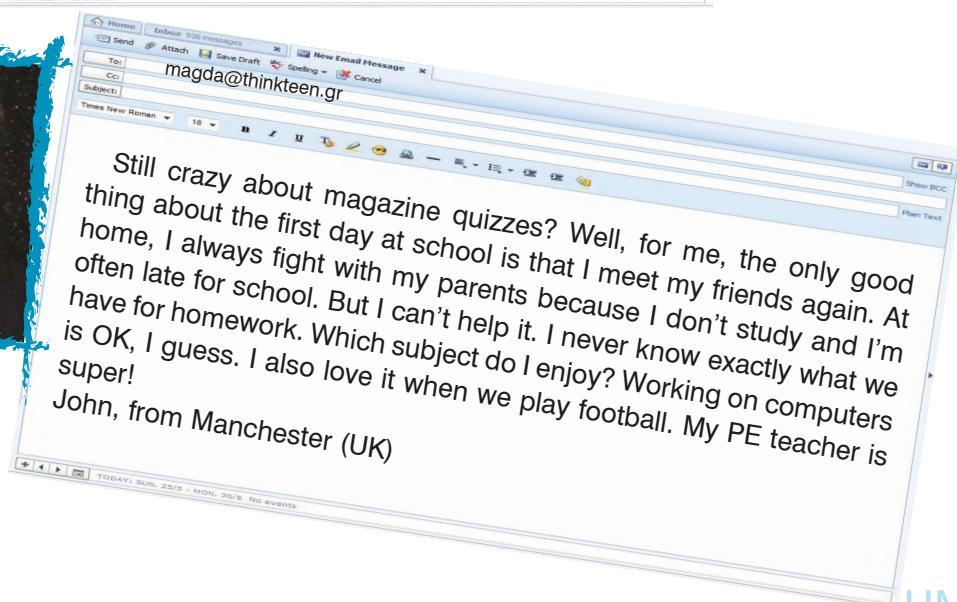 Home Inbox 926 messages New Email Message
Send Attach Save Draft Spelling Cancel
To: magda@thinkteen.gr
Cc:
Subject:
Show BCC
Times New Roman 16 B I U
Plain Text
Still crazy about magazine quizzes? Well, for me, the only good
thing about the first day at school is that I meet my friends again. At
home, I always fight with my parents because I don't study and I'm
often late for school. But I can't help it. I never know exactly what we
have for homework. Which subject do I enjoy? Working on computers
is OK, I guess. I also love it when we play football. My PE teacher is
super!
John, from Manchester (UK)
TODAY: SUN, 25/5 - MON, 30/6 No events